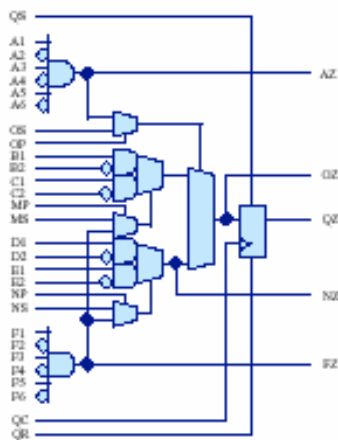 QS
A1
A2
A3
A4
A5
A6
AZ
OS
OP
B1
B2
C1
C2
MP
MS
OZ
QZ
D1
D2
E1
E2
NP
NS
NZ
F1
F2
F3
F4
F5
F6
FZ
QC
QR